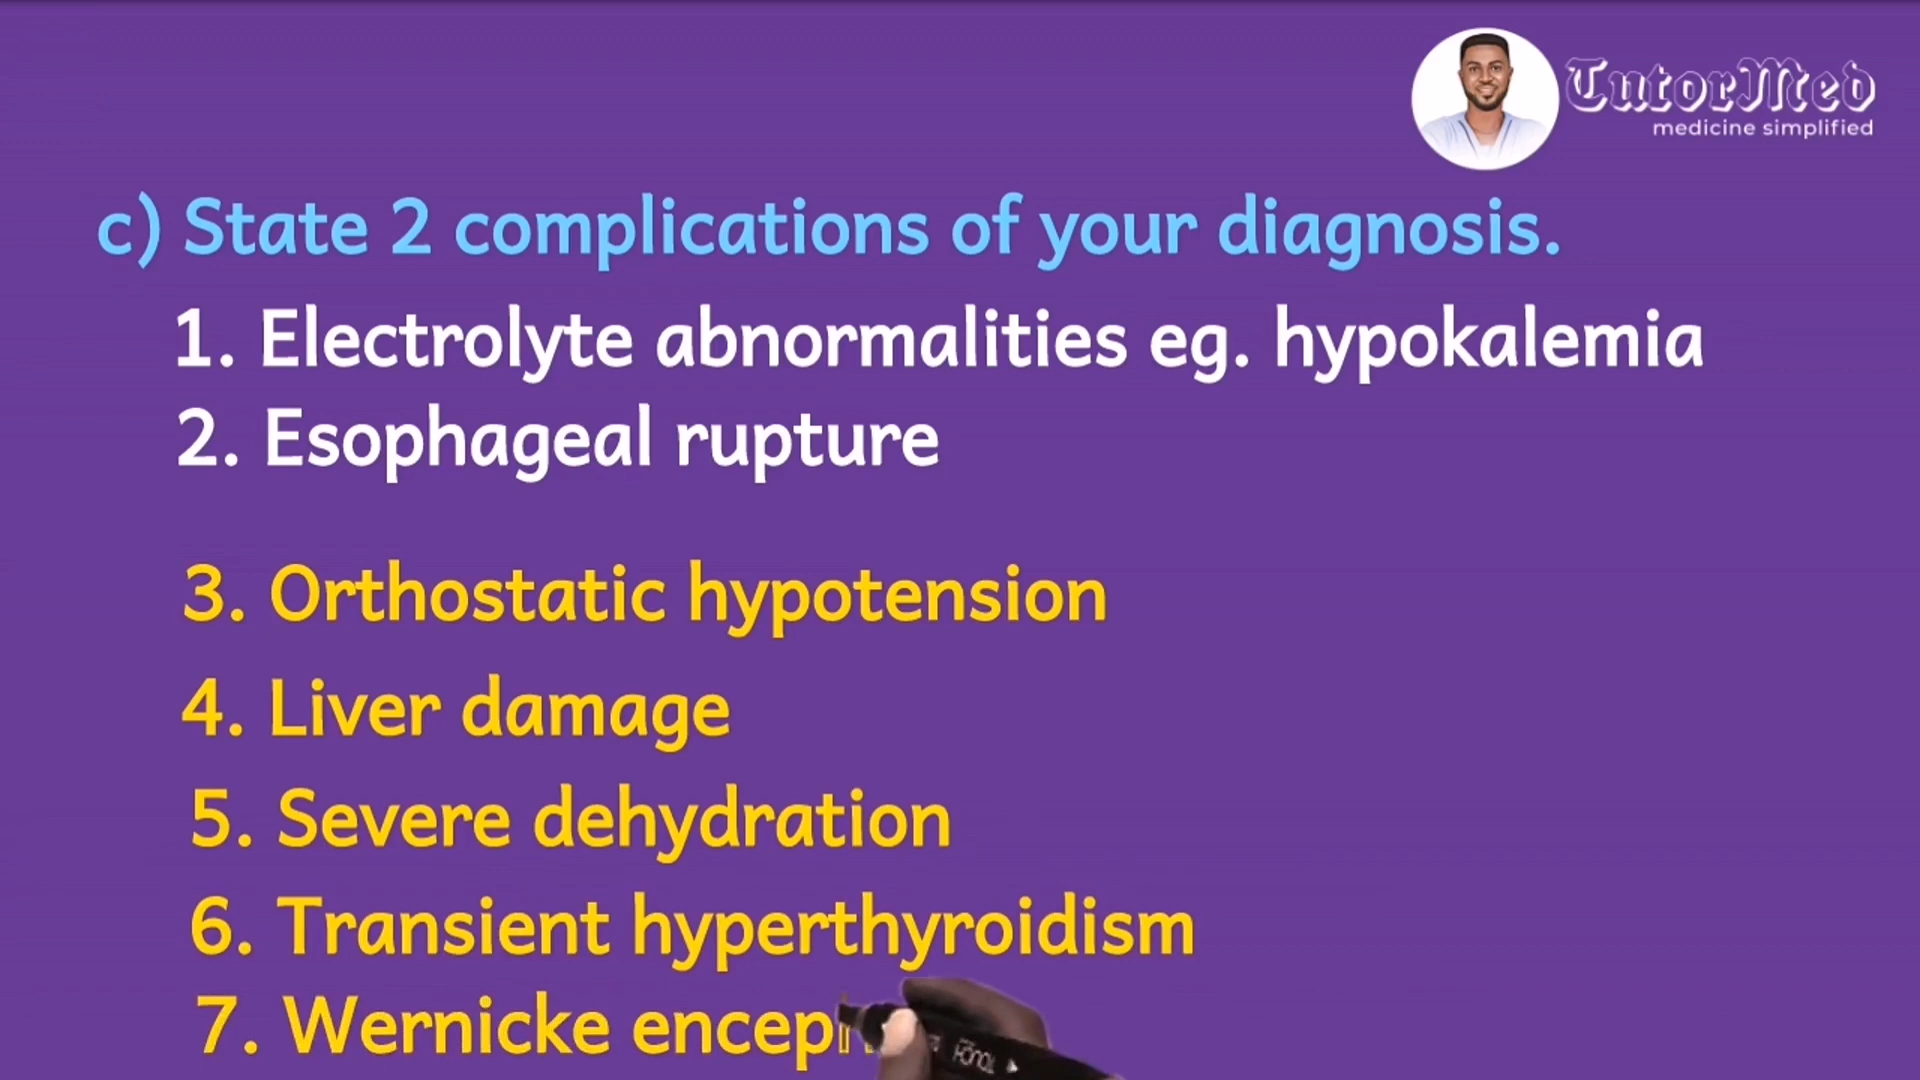 TutorMed
medicine simplified
c) State 2 complications of your diagnosis.
1. Electrolyte abnormalities eg. hypokalemia
2. Esophageal rupture
3. Orthostatic hypotension
4. Liver damage
5. Severe dehydration
6. Transient hyperthyroidism
7. Wernicke